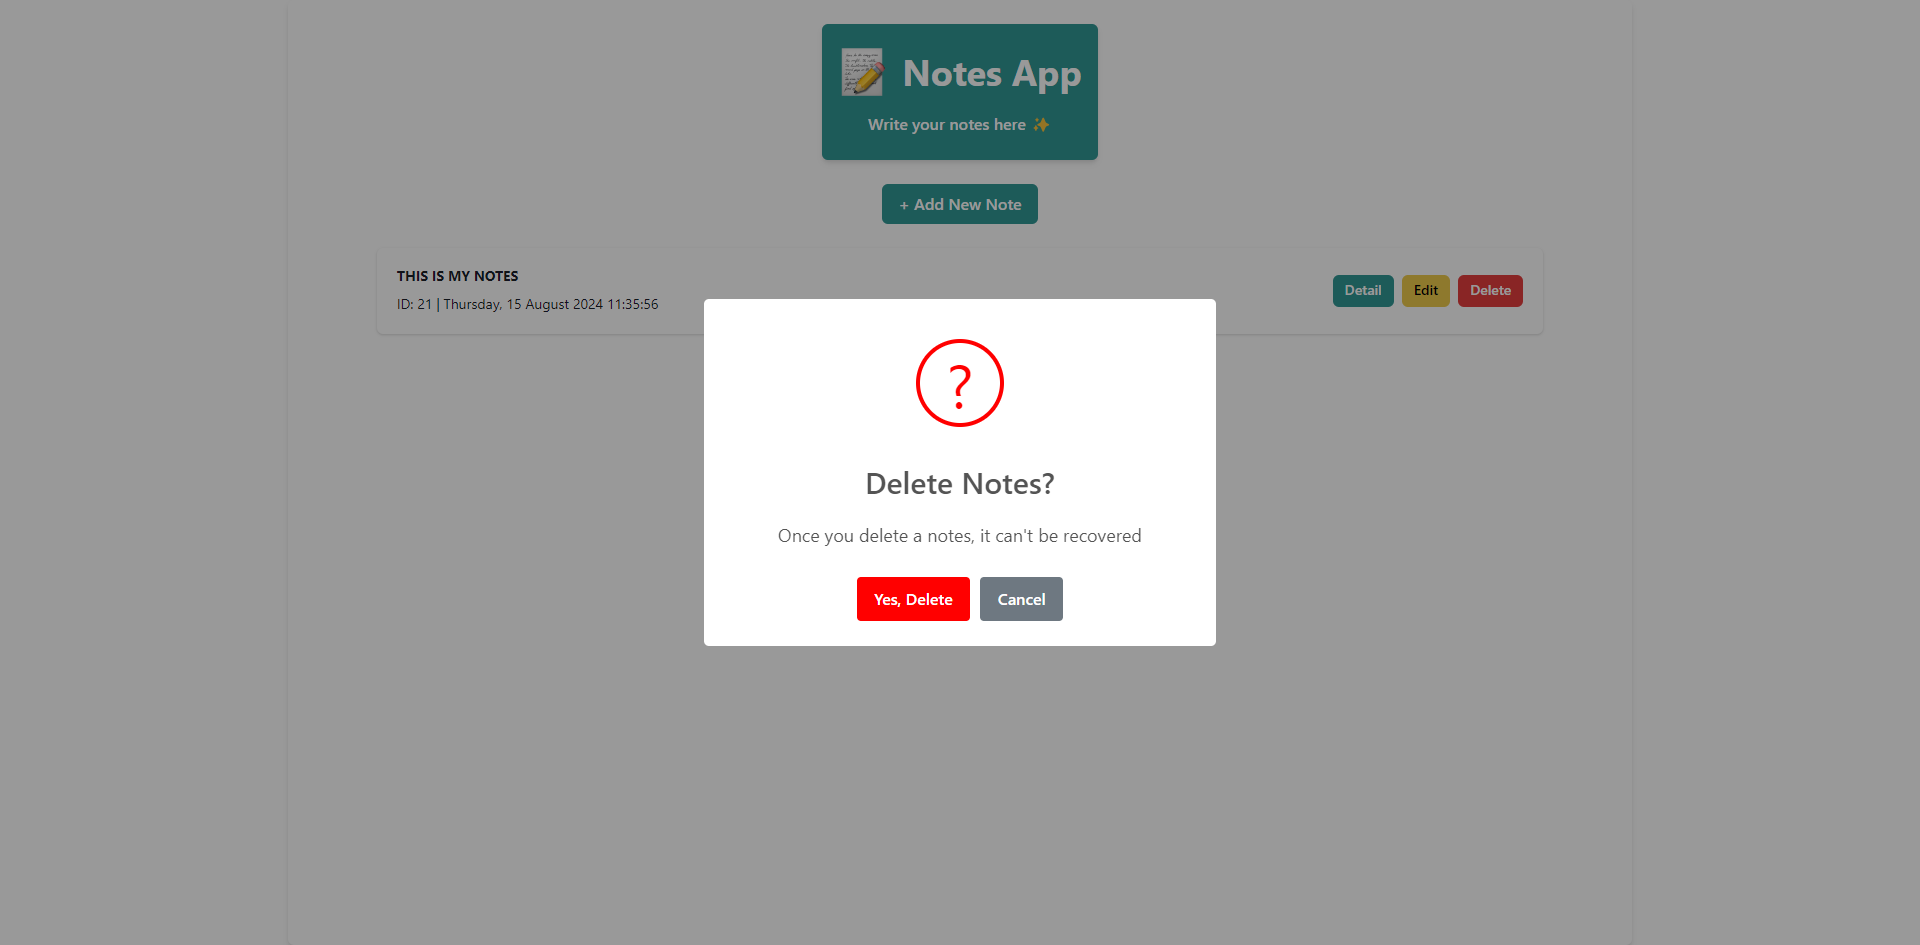 Notes App
Write your notes here ✨
+ Add New Note
THIS IS MY NOTES
ID: 21 | Thursday, 15 August 2024 11:35:56
Detail Edit Delete
?
Delete Notes?
Once you delete a notes, it can't be recovered
Yes, Delete Cancel